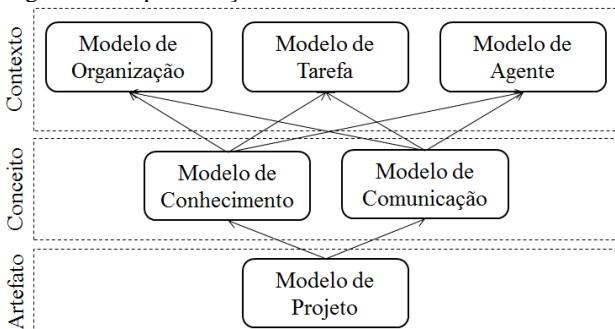 Contexto
Modelo de
Organização
Modelo de
Tarefa
Modelo de
Agente
Conceito
Modelo de
Conhecimento
Modelo de
Comunicação
Artefato
Modelo de
Projeto